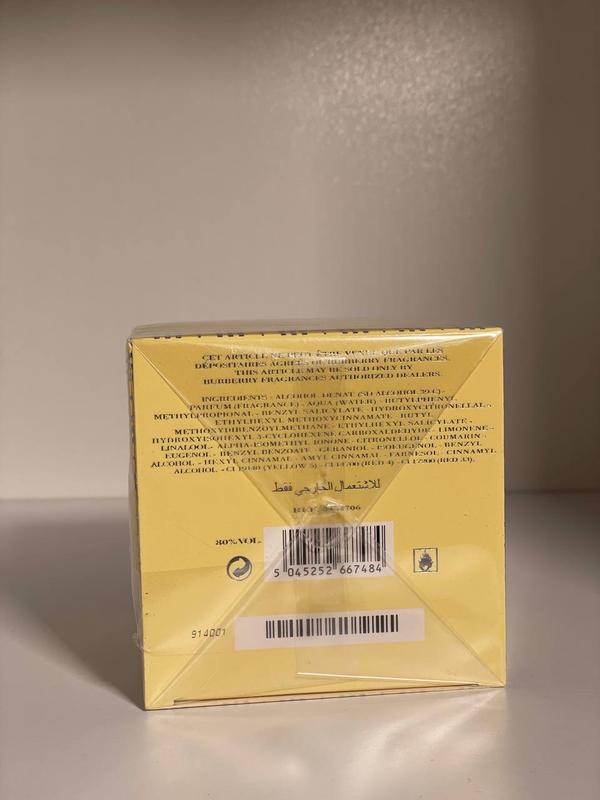 CET ARTICLE NE PEUT ÊTRE VENDU QUE PAR LES
DÉPOSITAIRES AGRÉÉS BURBERRY FRAGRANCES.
THIS ARTICLE MAY BE SOLD ONLY BY
BURBERRY FRAGRANCES AUTHORIZED DEALERS.
INGREDIENTS - ALCOHOL DENAT (SD ALCOHOL 39-C) -
PARFUM (FRAGRANCE) - AQUA (WATER) - BUTYLPHENYL
METHYLPROPIONAL - BENZYL SALICYLATE - HYDROXYCITRONELLAL -
ETHYLHEXYL METHOXYCINNAMATE - BUTYL
METHOXYDIBENZOYLMETHANE - ETHYLHEXYL SALICYLATE -
HYDROXYISOHEXYL 3-CYCLOHEXENE CARBOXALDEHYDE - LIMONENE -
LINALOOL - ALPHA-ISOMETHYL IONONE - CITRONELLOL - COUMARIN -
EUGENOL - BENZYL BENZOATE - GERANIOL - ISOEUGENOL - BENZYL
ALCOHOL - HEXYL CINNAMAL - AMYL CINNAMAL - FARNESOL - CINNAMYL
ALCOHOL - CI 19140 (YELLOW 5) - CI 14700 (RED 4) - CI 17200 (RED 33).
للاستعمال الخارجي فقط
REF.
80% VOL.
5 045252 667484
914001